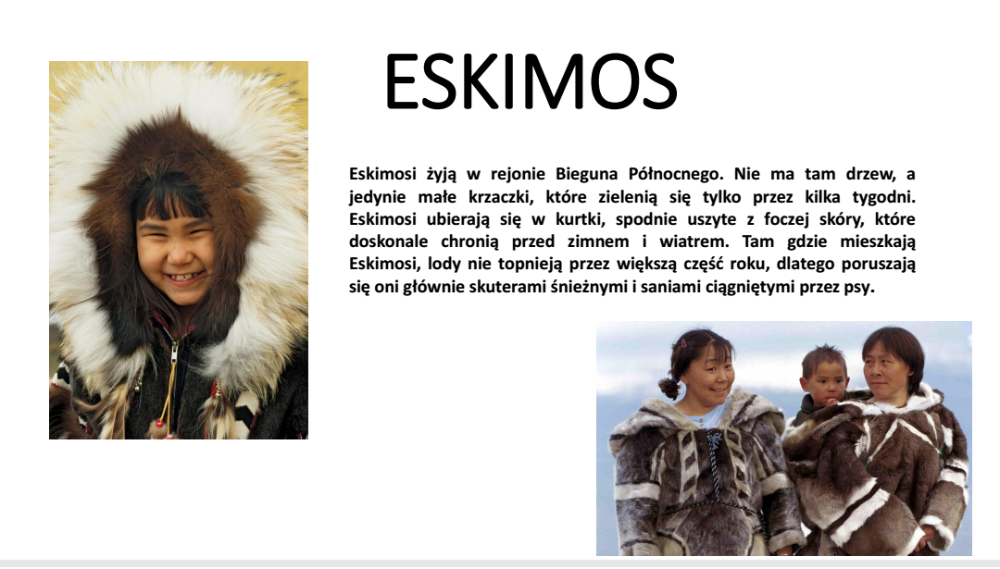 ESKIMOS
Eskimosi żyją w rejonie Bieguna Północnego. Nie ma tam drzew, a
jedynie małe krzaczki, które zielenią się tylko przez kilka tygodni.
Eskimosi ubierają się w kurtki, spodnie uszyte z foczej skóry, które
doskonale chronią przed zimnem i wiatrem. Tam gdzie mieszkają
Eskimosi, lody nie topnieją przez większą część roku, dlatego poruszają
się oni głównie skuterami śnieżnymi i saniami ciągniętymi przez psy.